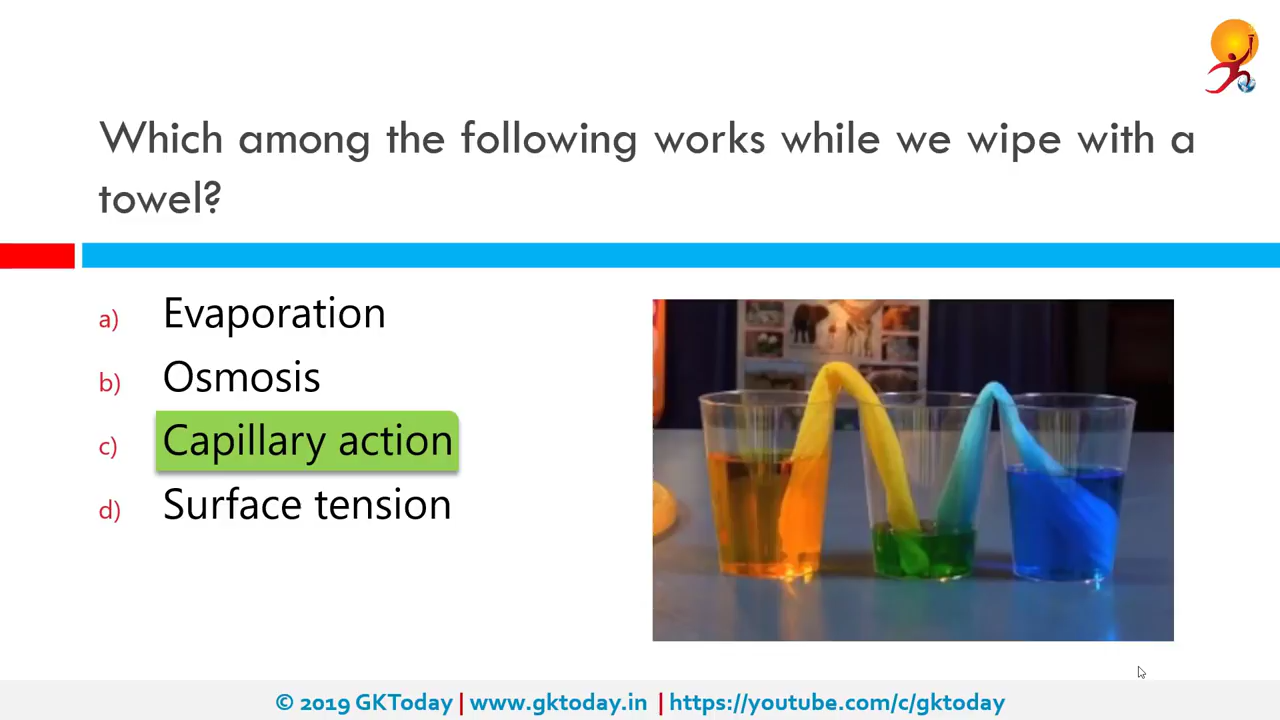 Which among the following works while we wipe with a
towel?
a) Evaporation
b) Osmosis
c) Capillary action
d) Surface tension
© 2019 GKToday | www.gktoday.in | https://youtube.com/c/gktoday